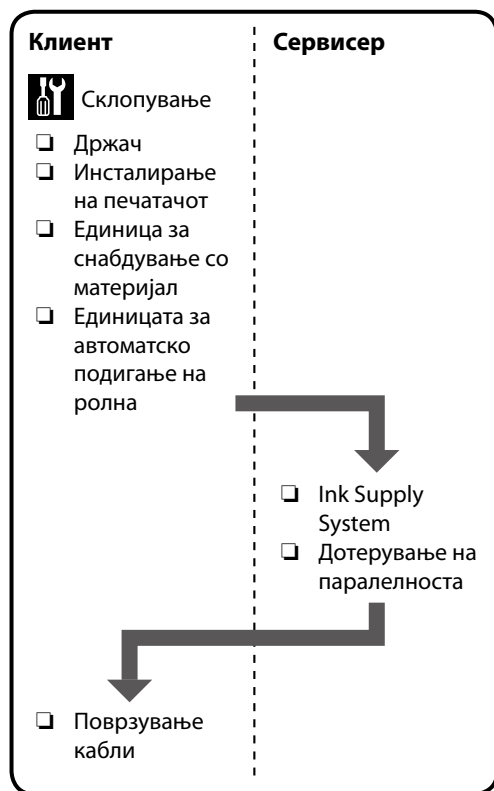 Клиент
Сервисер
Склопување
❏ Држач
❏ Инсталирање
на печатачот
❏ Единица за
снабдување со
материјал
❏ Единицата за
автоматско
подигање на
ролна
❏ Ink Supply
System
❏ Дотерување на
паралелноста
❏ Поврзување
кабли